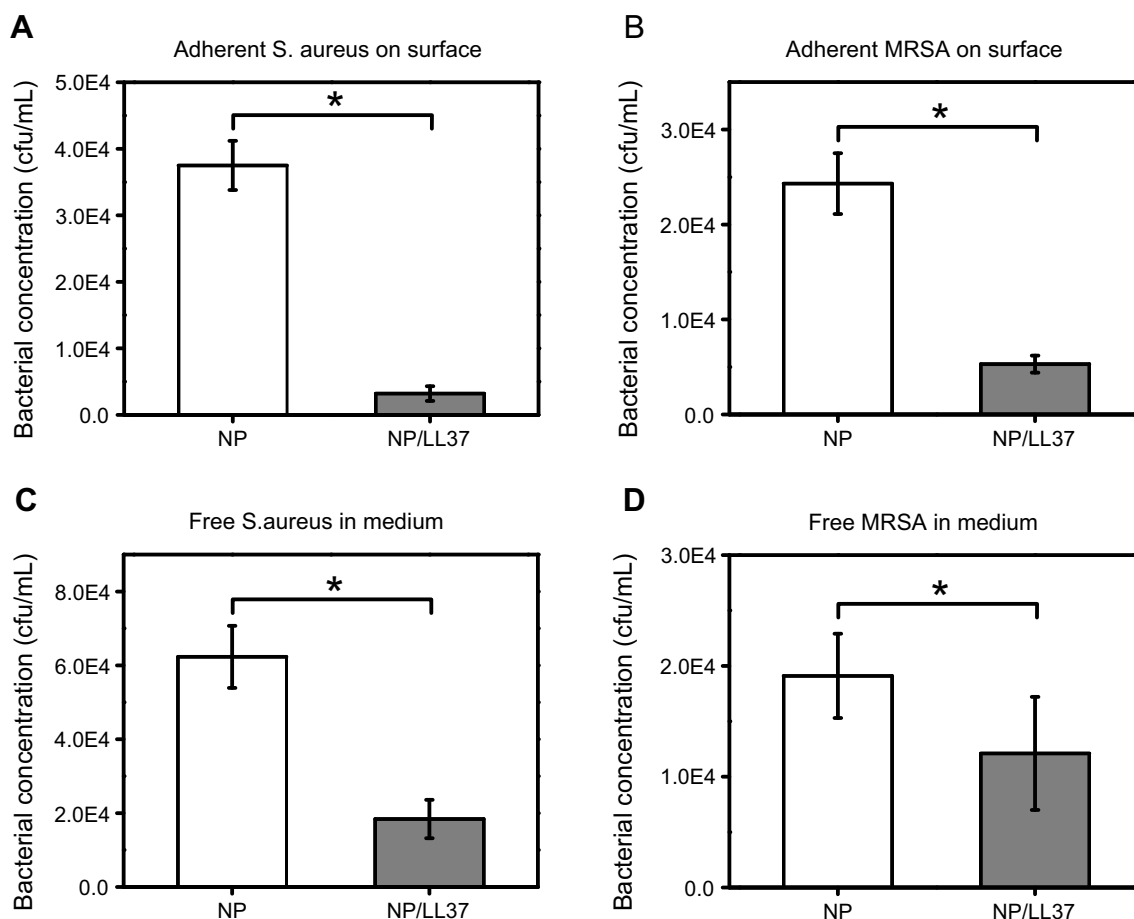 A
Adherent S. aureus on surface
Bacterial concentration (cfu/mL)
5.0E4
4.0E4
3.0E4
2.0E4
1.0E4
0.0
*
NP
NP/LL37
B
Adherent MRSA on surface
Bacterial concentration (cfu/mL)
3.0E4
2.0E4
1.0E4
0.0
*
NP
NP/LL37
C
Free S.aureus in medium
Bacterial concentration (cfu/mL)
8.0E4
6.0E4
4.0E4
2.0E4
0.0
*
NP
NP/LL37
D
Free MRSA in medium
Bacterial concentration (cfu/mL)
3.0E4
2.0E4
1.0E4
0.0
*
NP
NP/LL37